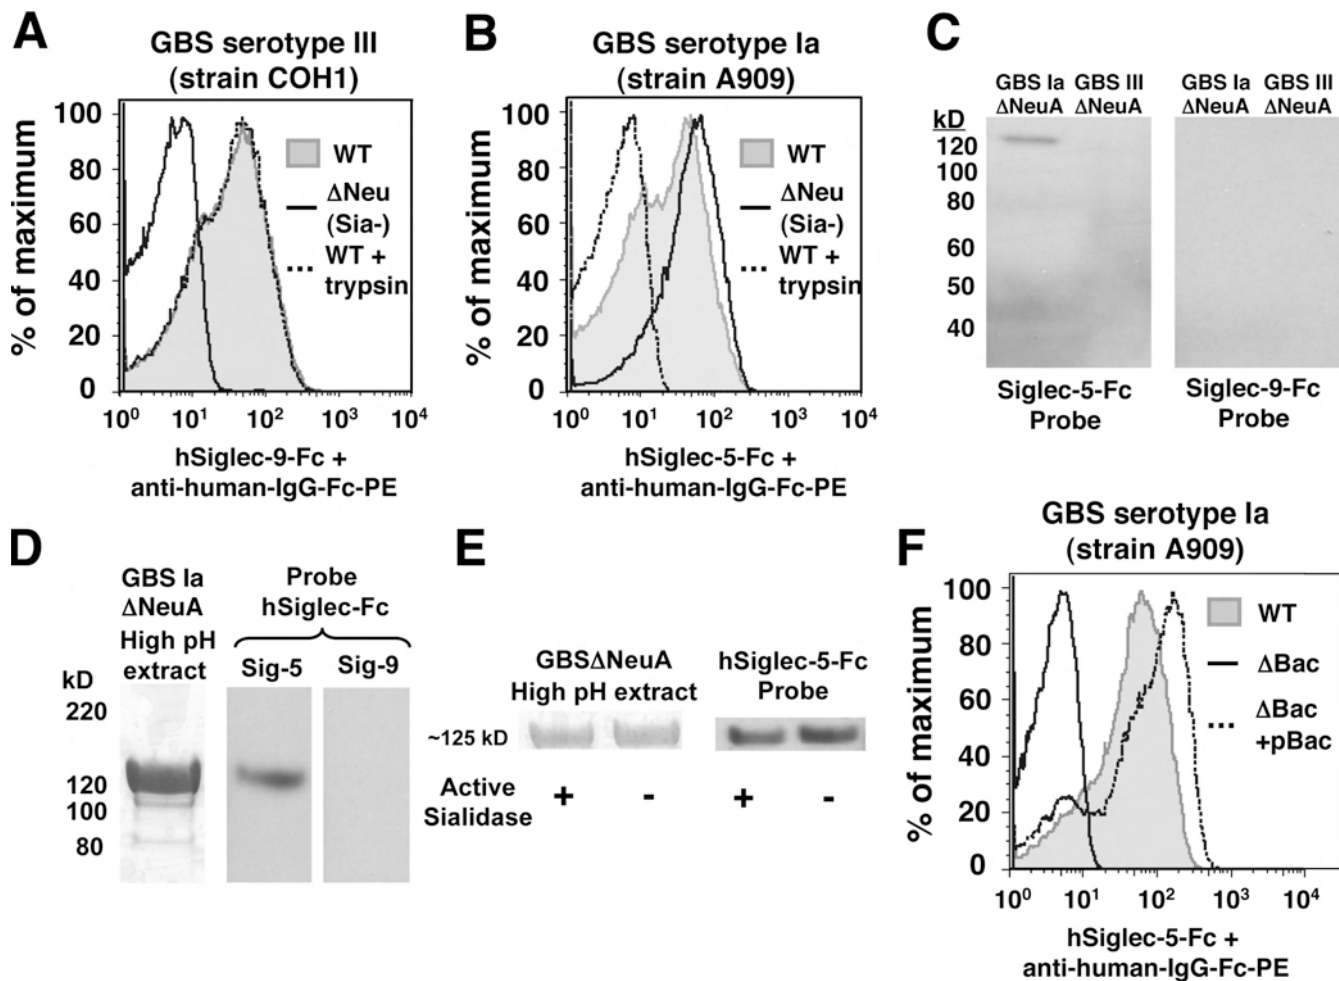 A
GBS serotype III
(strain COH1)
% of maximum
100
80
60
40
20
0
WT
ΔNeu
(Sia-)
WT +
trypsin
10⁰ 10¹ 10² 10³ 10⁴
hSiglec-9-Fc +
anti-human-IgG-Fc-PE
B
GBS serotype Ia
(strain A909)
% of maximum
100
80
60
40
20
0
WT
ΔNeu
(Sia-)
WT +
trypsin
10⁰ 10¹ 10² 10³ 10⁴
hSiglec-5-Fc +
anti-human-IgG-Fc-PE
C
GBS Ia GBS III GBS Ia GBS III
ΔNeuA ΔNeuA ΔNeuA ΔNeuA
kD
120
100
80
60
50
40
Siglec-5-Fc
Probe
Siglec-9-Fc
Probe
D
GBS Ia
ΔNeuA
High pH
extract
Probe
hSiglec-Fc
Sig-5 Sig-9
kD
220
120
100
80
E
GBSΔNeuA
High pH extract
hSiglec-5-Fc
Probe
~125 kD
Active
Sialidase
+ - + -
F
GBS serotype Ia
(strain A909)
% of maximum
100
80
60
40
20
0
WT
ΔBac
ΔBac
+pBac
10⁰ 10¹ 10² 10³ 10⁴
hSiglec-5-Fc +
anti-human-IgG-Fc-PE